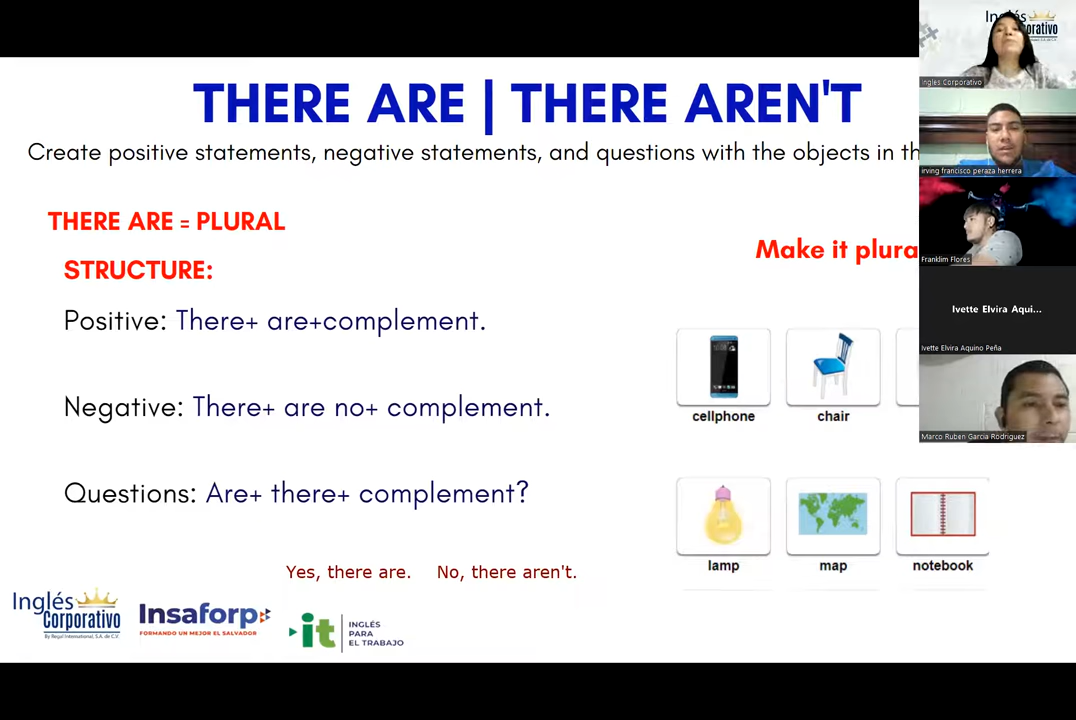 THERE ARE | THERE AREN'T
Create positive statements, negative statements, and questions with the objects in th
THERE ARE = PLURAL
Make it plura
STRUCTURE:
Positive: There+ are+complement.
Negative: There+ are no+ complement.
Questions: Are+ there+ complement?
Yes, there are. No, there aren't.
cellphone
chair
lamp
map
notebook
Inglés
Corporativo
By Regal International, S.A. de C.V.
Insaforp
FORMANDO UN MEJOR EL SALVADOR
it
INGLÉS
PARA
EL TRABAJO
Inglés Corporativo
irving francisco peraza herrera
Franklim Flores
Ivette Elvira Aqui...
Ivette Elvira Aquino Peña
Marco Ruben Garcia Rodriguez